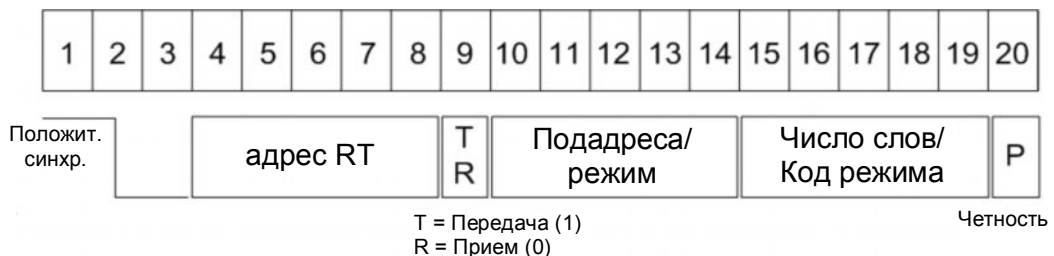 1 2 3 4 5 6 7 8 9 10 11 12 13 14 15 16 17 18 19 20
Положит.
синхр.
адрес RT
T
R
Подадреса/
режим
Число слов/
Код режима
P
T = Передача (1)
R = Прием (0)
Четность